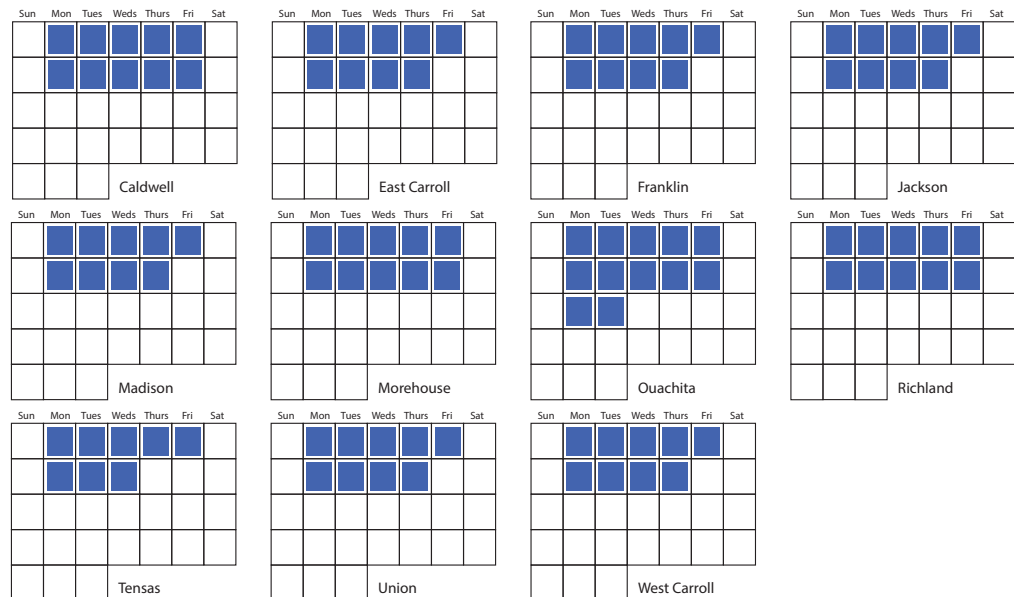 Sun Mon Tues Weds Thurs Fri Sat Sun Mon Tues Weds Thurs Fri Sat Sun Mon Tues Weds Thurs Fri Sat Sun Mon Tues Weds Thurs Fri Sat
Caldwell East Carroll Franklin Jackson
Sun Mon Tues Weds Thurs Fri Sat Sun Mon Tues Weds Thurs Fri Sat Sun Mon Tues Weds Thurs Fri Sat Sun Mon Tues Weds Thurs Fri Sat
Madison Morehouse Ouachita Richland
Sun Mon Tues Weds Thurs Fri Sat Sun Mon Tues Weds Thurs Fri Sat Sun Mon Tues Weds Thurs Fri Sat
Tensas Union West Carroll